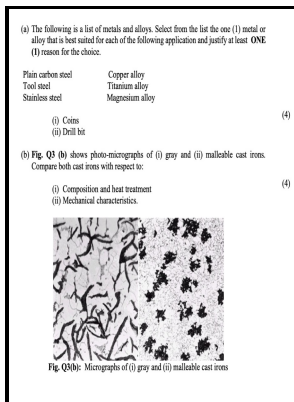 (a) The following is a list of metals and alloys. Select from the list the one (1) metal or
alloy that is best suited for each of the following application and justify at least ONE
(1) reason for the choice.
Plain carbon steel Copper alloy
Tool steel Titanium alloy
Stainless steel Magnesium alloy
(i) Coins
(4)
(ii) Drill bit
(b) Fig. Q3 (b) shows photo-micrographs of (i) gray and (ii) malleable cast irons.
Compare both cast irons with respect to:
(i) Composition and heat treatment
(4)
(ii) Mechanical characteristics.
Fig. Q3(b): Micrographs of (i) gray and (ii) malleable cast irons